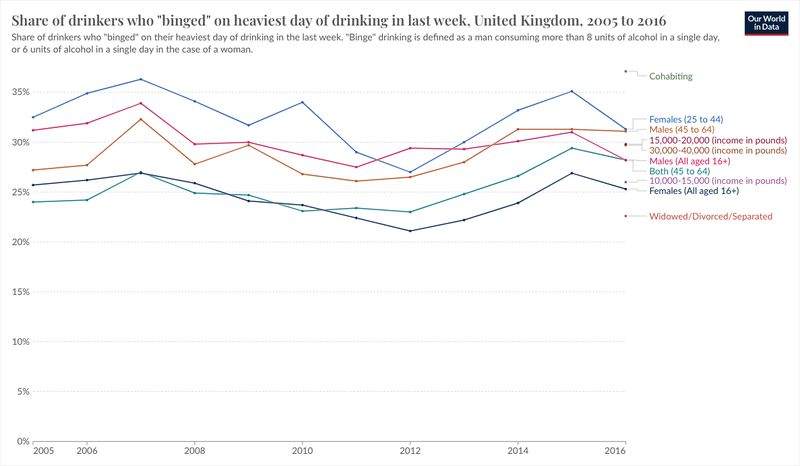 Share of drinkers who "binged" on heaviest day of drinking in last week, United Kingdom, 2005 to 2016
Our World
in Data
Share of drinkers who "binged" on their heaviest day of drinking in the last week. "Binge" drinking is defined as a man consuming more than 8 units of alcohol in a single day,
or 6 units of alcohol in a single day in the case of a woman.
35%
30%
25%
20%
15%
10%
5%
0%
2005
2006
2008
2010
2012
2014
2016
Cohabiting
Females (25 to 44)
Males (45 to 64)
15,000-20,000 (income in pounds)
30,000-40,000 (income in pounds)
Males (All aged 16+)
Both (45 to 64)
10,000-15,000 (income in pounds)
Females (All aged 16+)
Widowed/Divorced/Separated